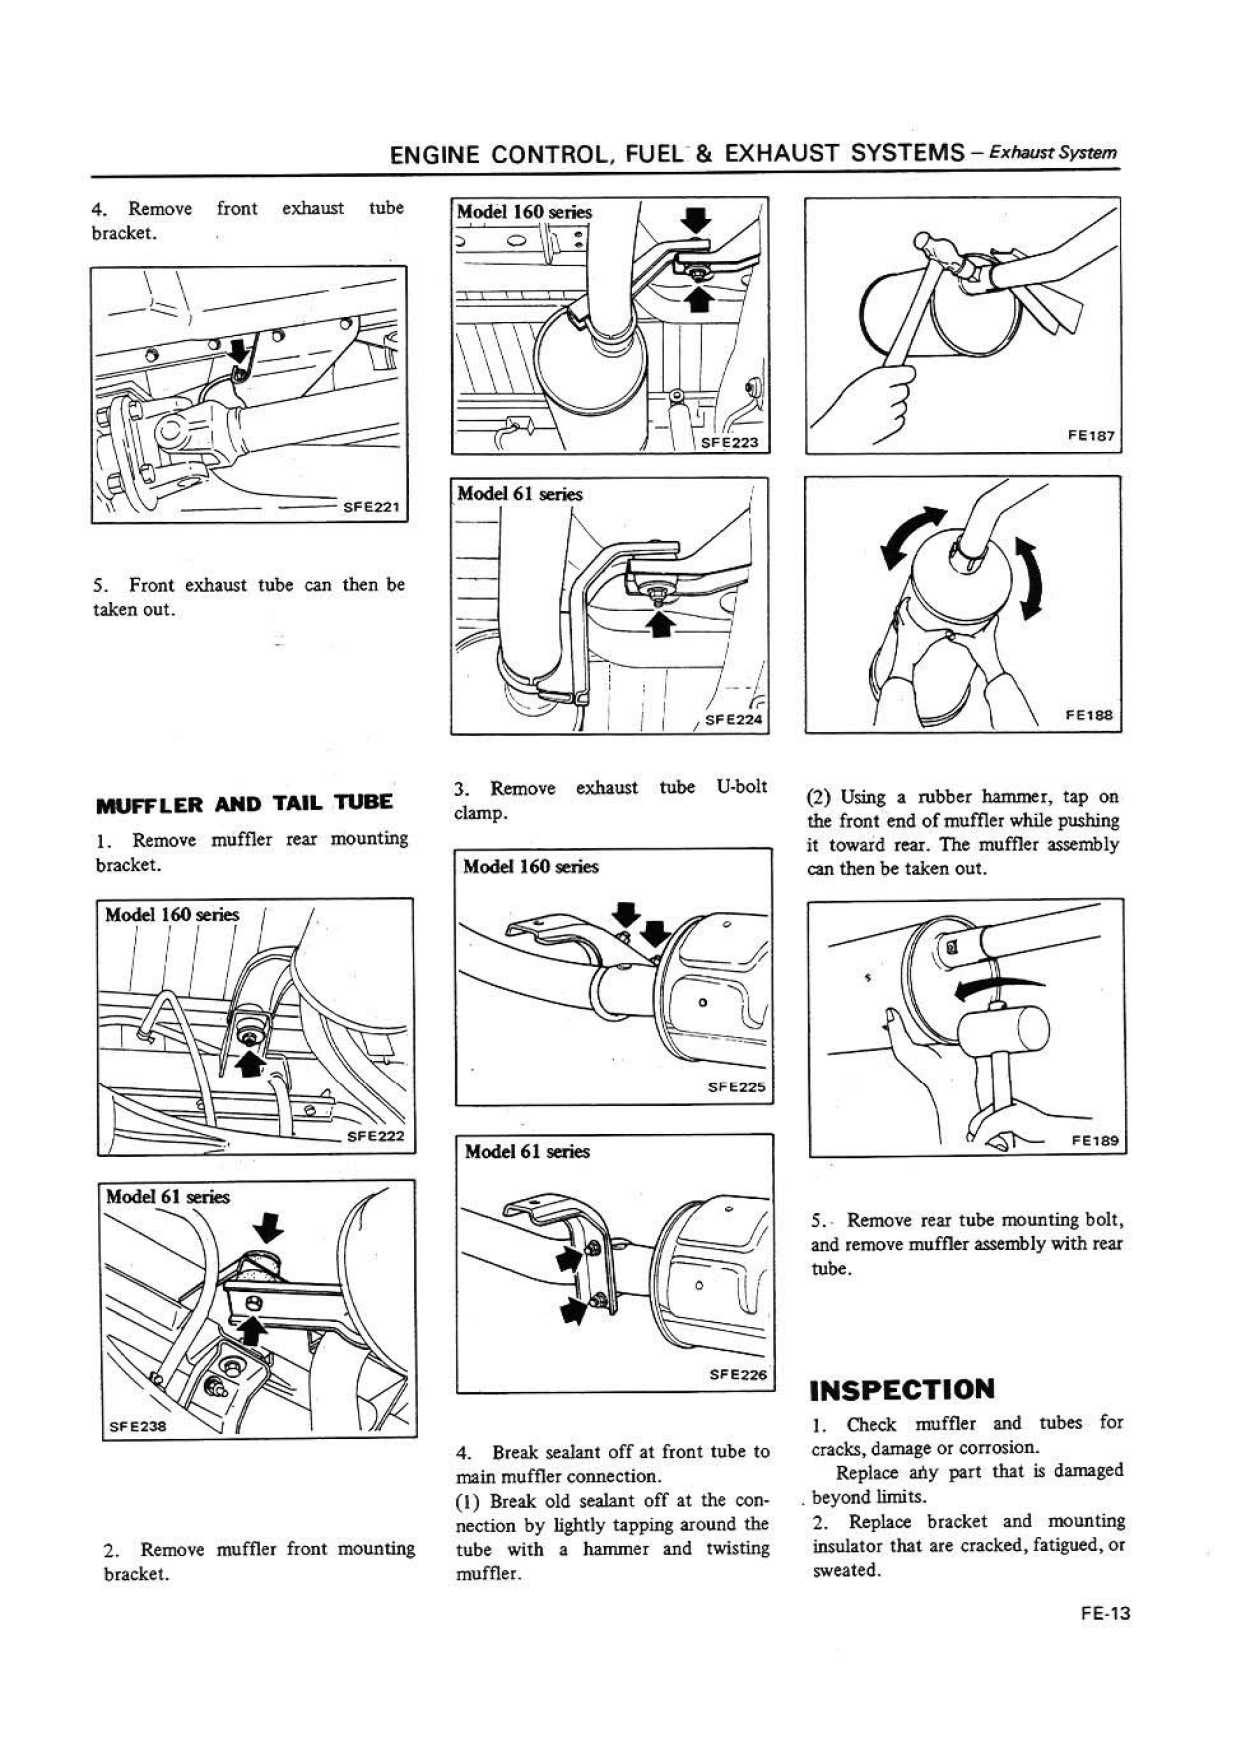 ENGINE CONTROL, FUEL & EXHAUST SYSTEMS – Exhaust System
4. Remove front exhaust tube
bracket.
SFE221
5. Front exhaust tube can then be
taken out.
MUFFLER AND TAIL TUBE
1. Remove muffler rear mounting
bracket.
Model 160 series
SFE222
Model 61 series
SFE238
2. Remove muffler front mounting
bracket.
Model 160 series
SFE223
Model 61 series
SFE224
3. Remove exhaust tube U-bolt
clamp.
Model 160 series
SFE225
Model 61 series
SFE226
4. Break sealant off at front tube to
main muffler connection.
(1) Break old sealant off at the con-
nection by lightly tapping around the
tube with a hammer and twisting
muffler.
FE187
FE188
(2) Using a rubber hammer, tap on
the front end of muffler while pushing
it toward rear. The muffler assembly
can then be taken out.
FE189
5. Remove rear tube mounting bolt,
and remove muffler assembly with rear
tube.
INSPECTION
1. Check muffler and tubes for
cracks, damage or corrosion.
Replace any part that is damaged
beyond limits.
2. Replace bracket and mounting
insulator that are cracked, fatigued, or
sweated.
FE-13